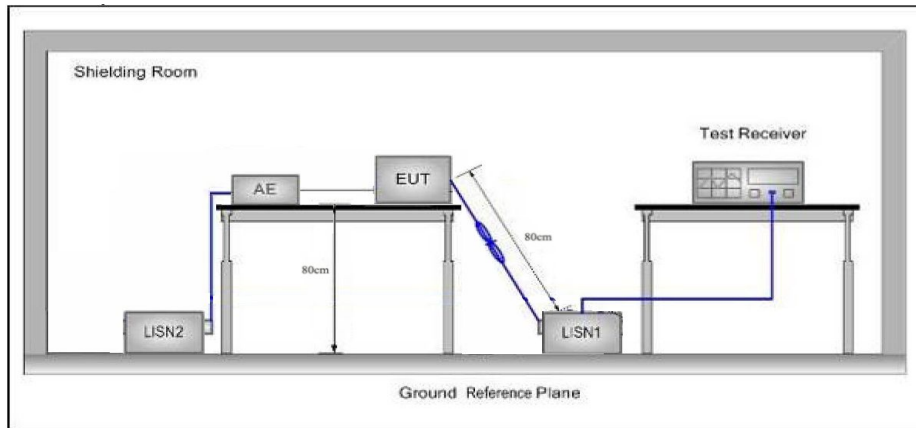 Shielding Room
Test Receiver
AE
EUT
80cm
80cm
LISN2
LISN1
Ground Reference Plane